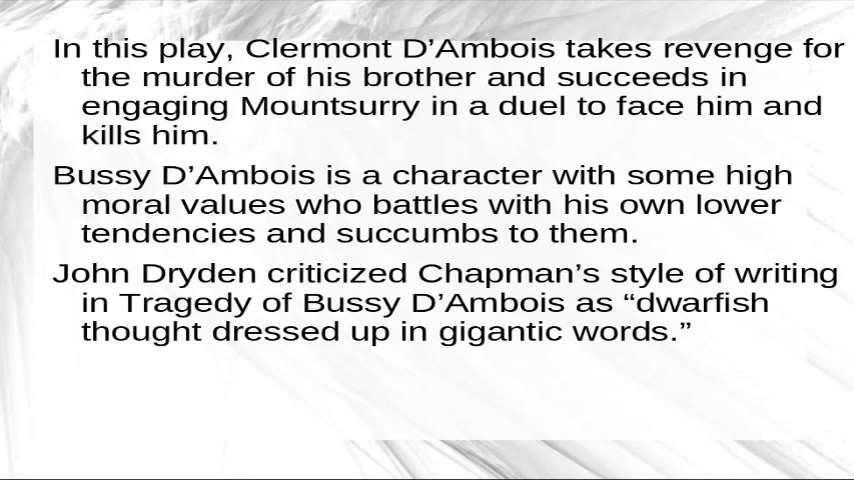 In this play, Clermont D’Ambois takes revenge for
the murder of his brother and succeeds in
engaging Mountsurry in a duel to face him and
kills him.
Bussy D’Ambois is a character with some high
moral values who battles with his own lower
tendencies and succumbs to them.
John Dryden criticized Chapman’s style of writing
in Tragedy of Bussy D’Ambois as “dwarfish
thought dressed up in gigantic words.”